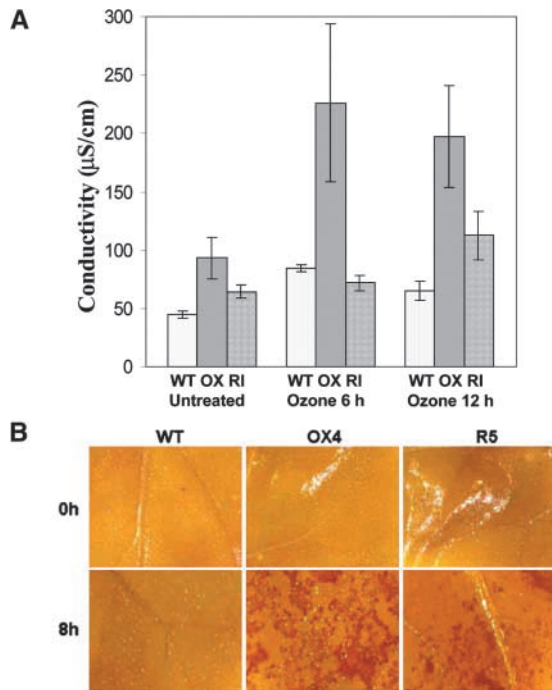 A
300
250
200
150
100
50
0
Conductivity (µS/cm)
WT OX RI WT OX RI WT OX RI
Untreated Ozone 6 h Ozone 12 h
B
WT OX4 R5
0h
8h